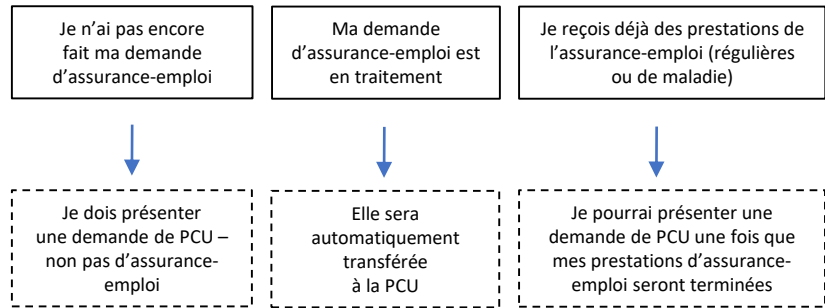 Je n’ai pas encore
fait ma demande
d’assurance-emploi
Ma demande
d’assurance-emploi est
en traitement
Je reçois déjà des prestations de
l’assurance-emploi (régulières
ou de maladie)
Je dois présenter
une demande de PCU –
non pas d’assurance-
emploi
Elle sera
automatiquement
transférée
à la PCU
Je pourrai présenter une
demande de PCU une fois que
mes prestations d’assurance-
emploi seront terminées